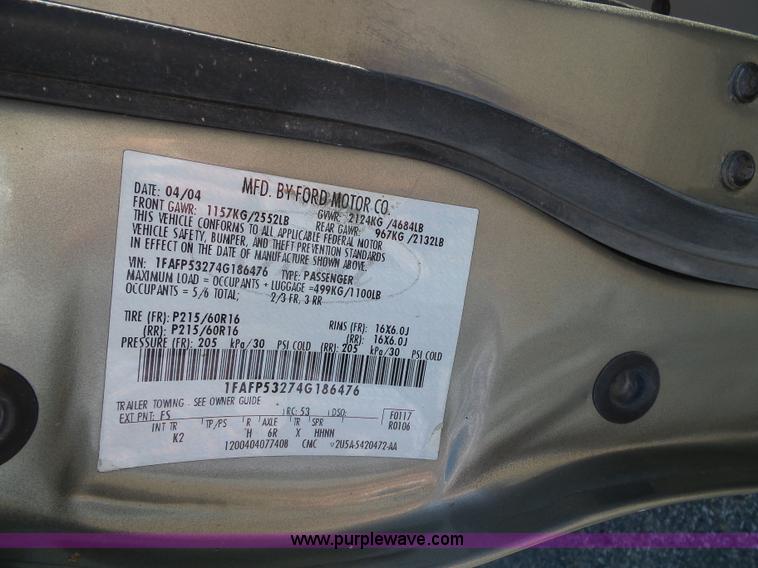 MFD. BY FORD MOTOR CO.
DATE: 04/04 GVWR: 2124KG /4684LB
FRONT GAWR: 1157KG/2552LB REAR GAWR: 967KG /2132LB
THIS VEHICLE CONFORMS TO ALL APPLICABLE FEDERAL MOTOR
VEHICLE SAFETY, BUMPER, AND THEFT PREVENTION STANDARDS
IN EFFECT ON THE DATE OF MANUFACTURE SHOWN ABOVE.
VIN: 1FAFP53274G186476 TYPE: PASSENGER
MAXIMUM LOAD = OCCUPANTS + LUGGAGE =499KG/1100LB
OCCUPANTS = 5/6 TOTAL; 2/3 FR, 3 RR
TIRE (FR): P215/60R16 RIMS (FR): 16X6.0J
(RR): P215/60R16 (RR): 16X6.0J
PRESSURE (FR): 205 kPa/30 PSI COLD (RR): 205 kPa/30 PSI COLD
1FAFP53274G186476
TRAILER TOWING - SEE OWNER GUIDE
EXT PNT: FS RC: 53 DSO: F0117
INT TR TP/PS R AXLE TR SPR R0106
K2 H 6R X HHNN
1200404077408 CMC 2U5A-5420472-AA
www.purplewave.com